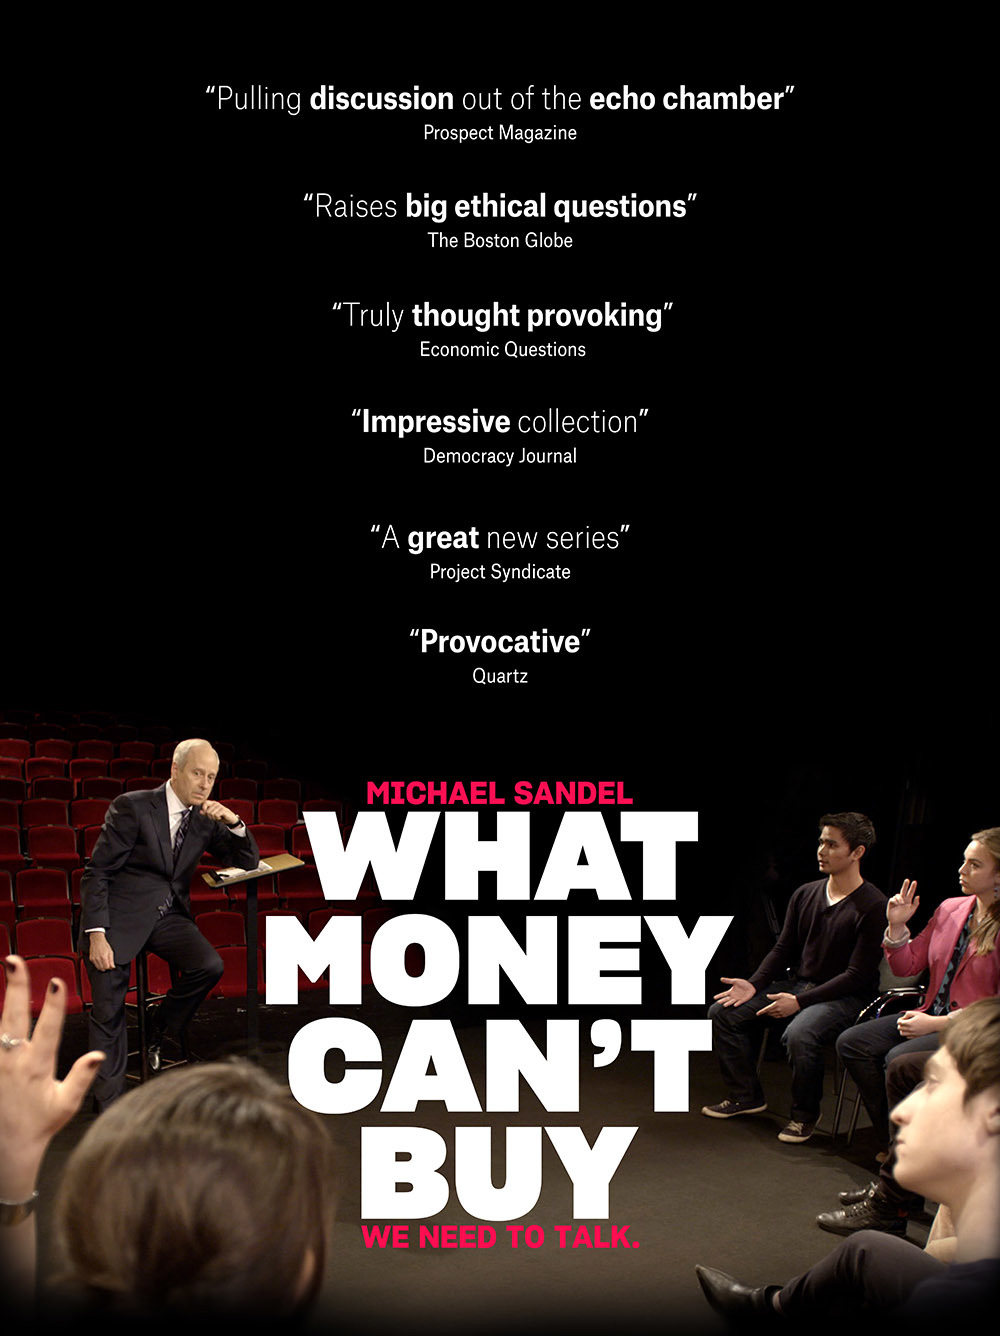 “Pulling discussion out of the echo chamber”
Prospect Magazine
“Raises big ethical questions”
The Boston Globe
“Truly thought provoking”
Economic Questions
“Impressive collection”
Democracy Journal
“A great new series”
Project Syndicate
“Provocative”
Quartz
MICHAEL SANDEL
WHAT
MONEY
CAN’T
BUY
WE NEED TO TALK.